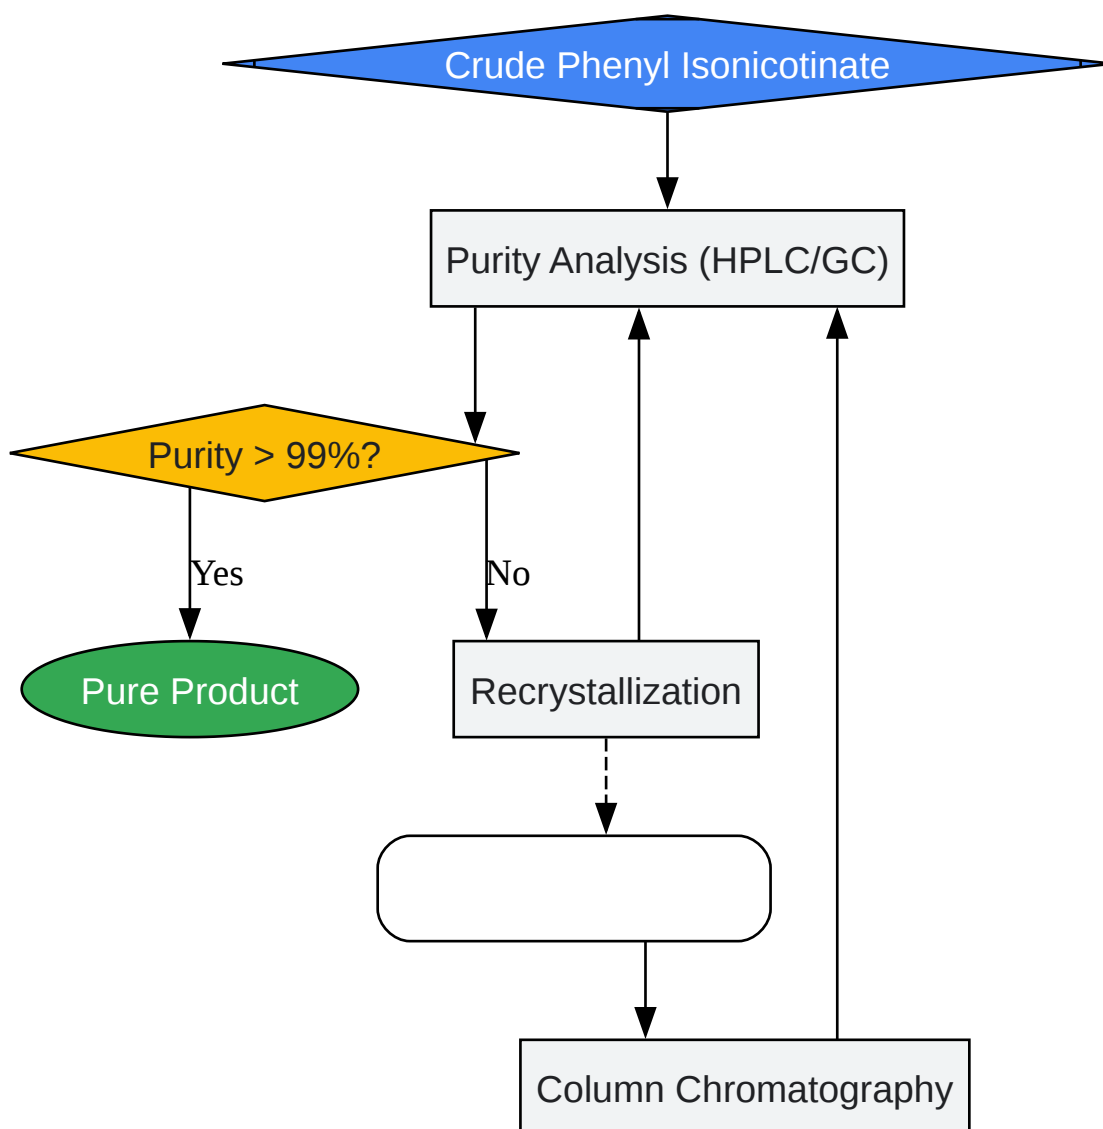 Crude Phenyl Isonicotinate
Purity Analysis (HPLC/GC)
Purity > 99%?
Yes
No
Pure Product
Recrystallization
Column Chromatography